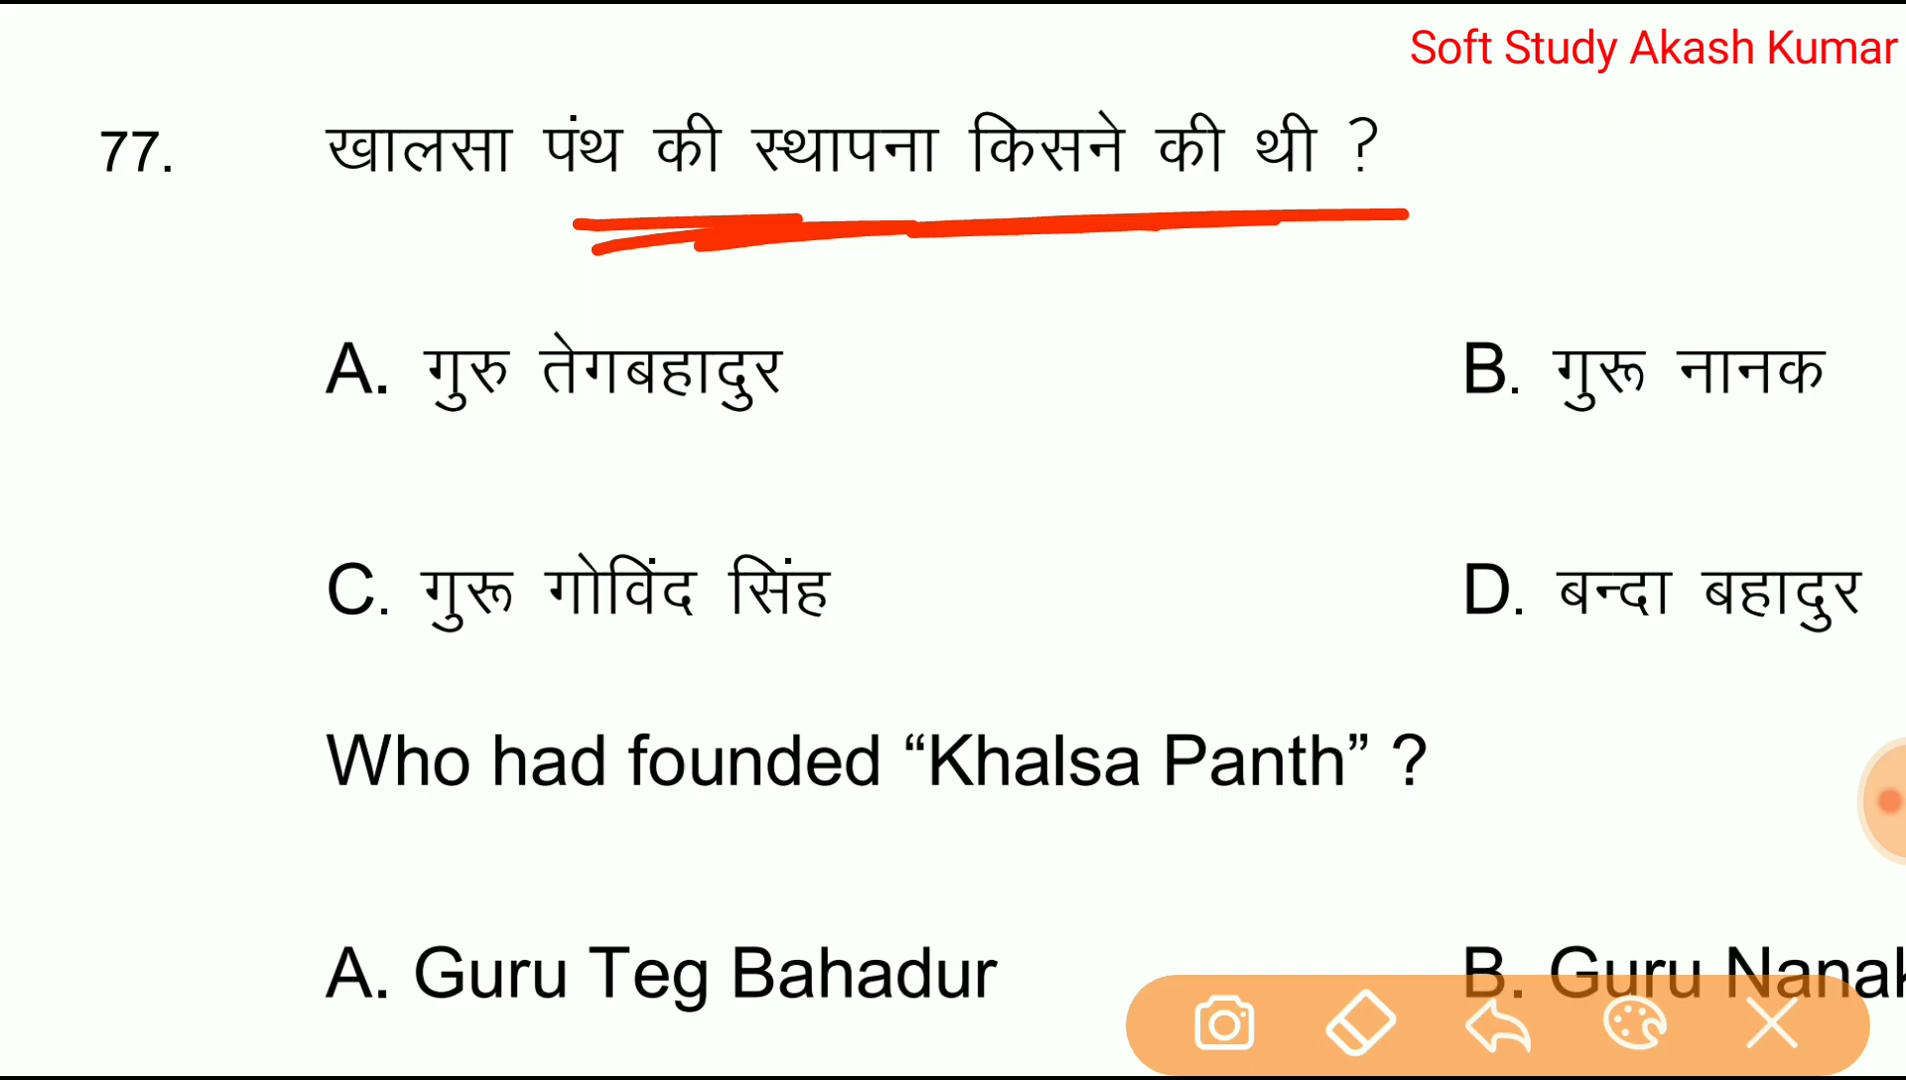 Soft Study Akash Kumar
77. खालसा पंथ की स्थापना किसने की थी ?
A. गुरु तेगबहादुर B. गुरू नानक
C. गुरू गोविंद सिंह D. बन्दा बहादुर
Who had founded “Khalsa Panth” ?
A. Guru Teg Bahadur B. Guru Nanak